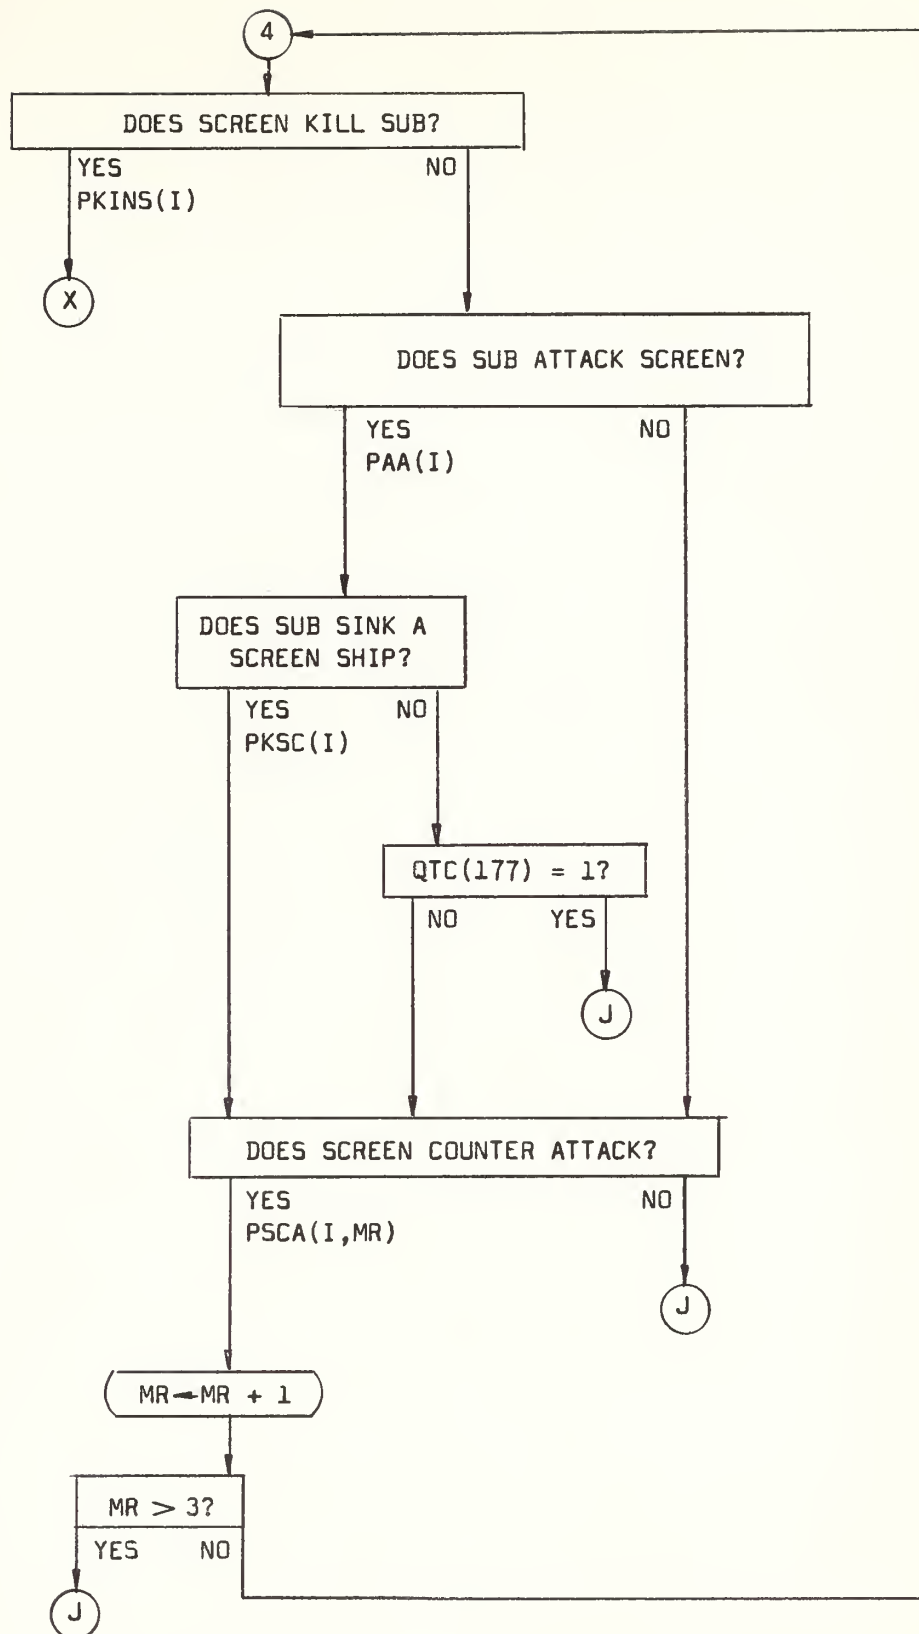 4
DOES SCREEN KILL SUB?
YES NO
PKINS(I)
X
DOES SUB ATTACK SCREEN?
YES NO
PAA(I)
DOES SUB SINK A
SCREEN SHIP?
YES NO
PKSC(I)
QTC(177) = 1?
NO YES
J
DOES SCREEN COUNTER ATTACK?
YES NO
PSCA(I,MR)
J
MR←MR + 1
MR > 3?
YES NO
J